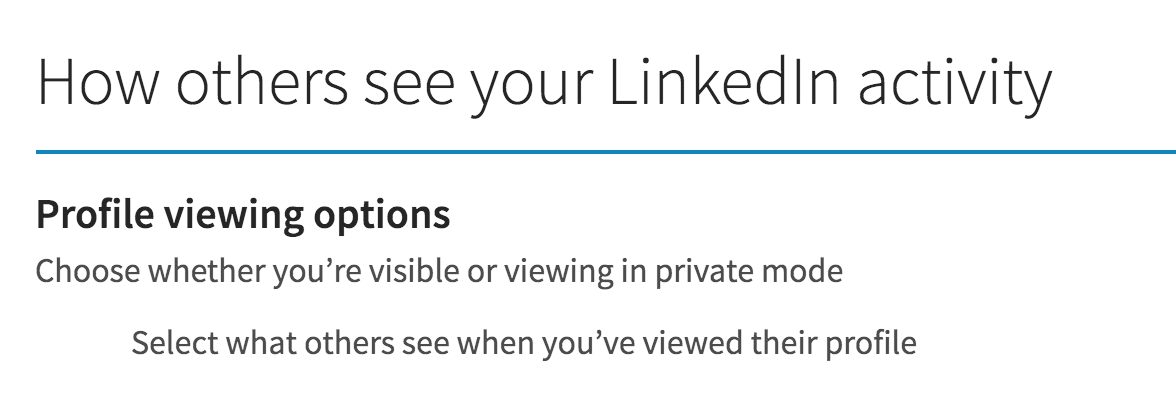 How others see your LinkedIn activity
Profile viewing options
Choose whether you’re visible or viewing in private mode
Select what others see when you’ve viewed their profile